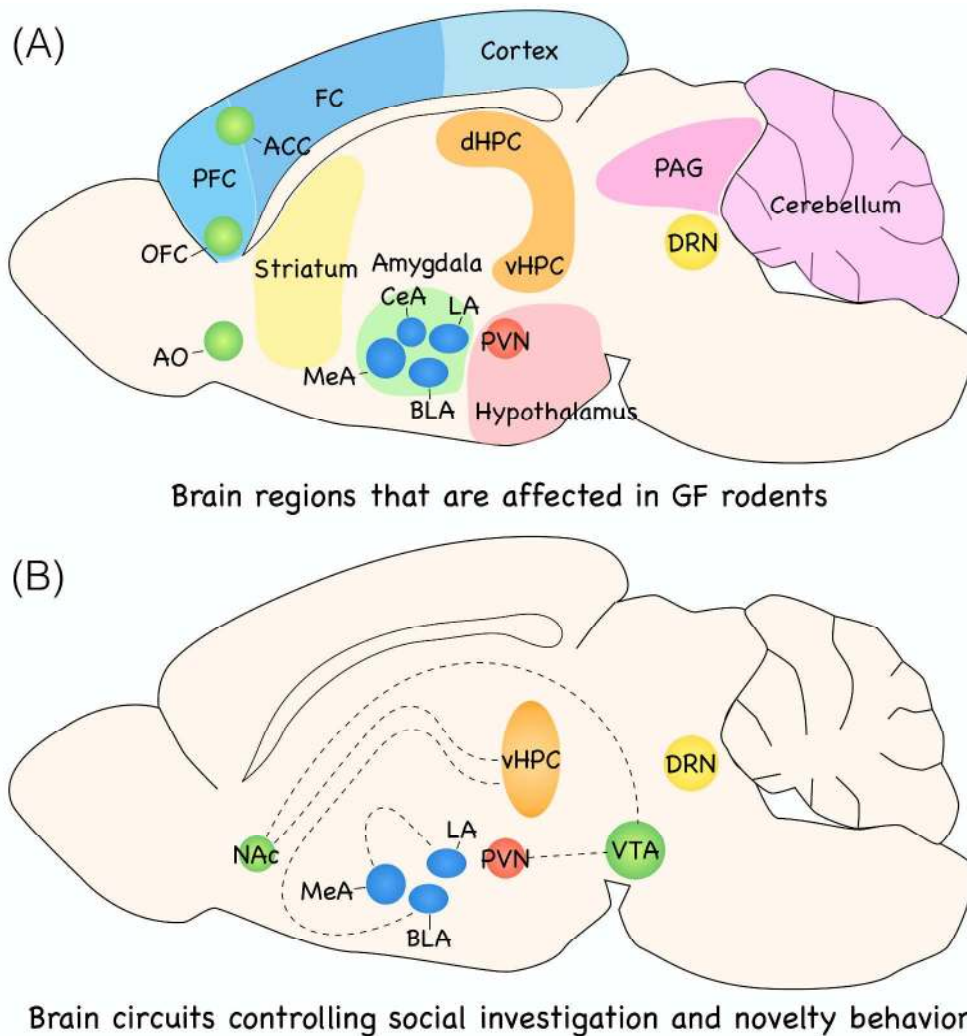 (A)
Cortex
FC
ACC
dHPC
PFC
PAG
Cerebellum
OFC
Striatum
Amygdala
vHPC
DRN
CeA
LA
AO
PVN
MeA
BLA
Hypothalamus
Brain regions that are affected in GF rodents
(B)
vHPC
DRN
LA
NAc
PVN
VTA
MeA
BLA
Brain circuits controlling social investigation and novelty behavior